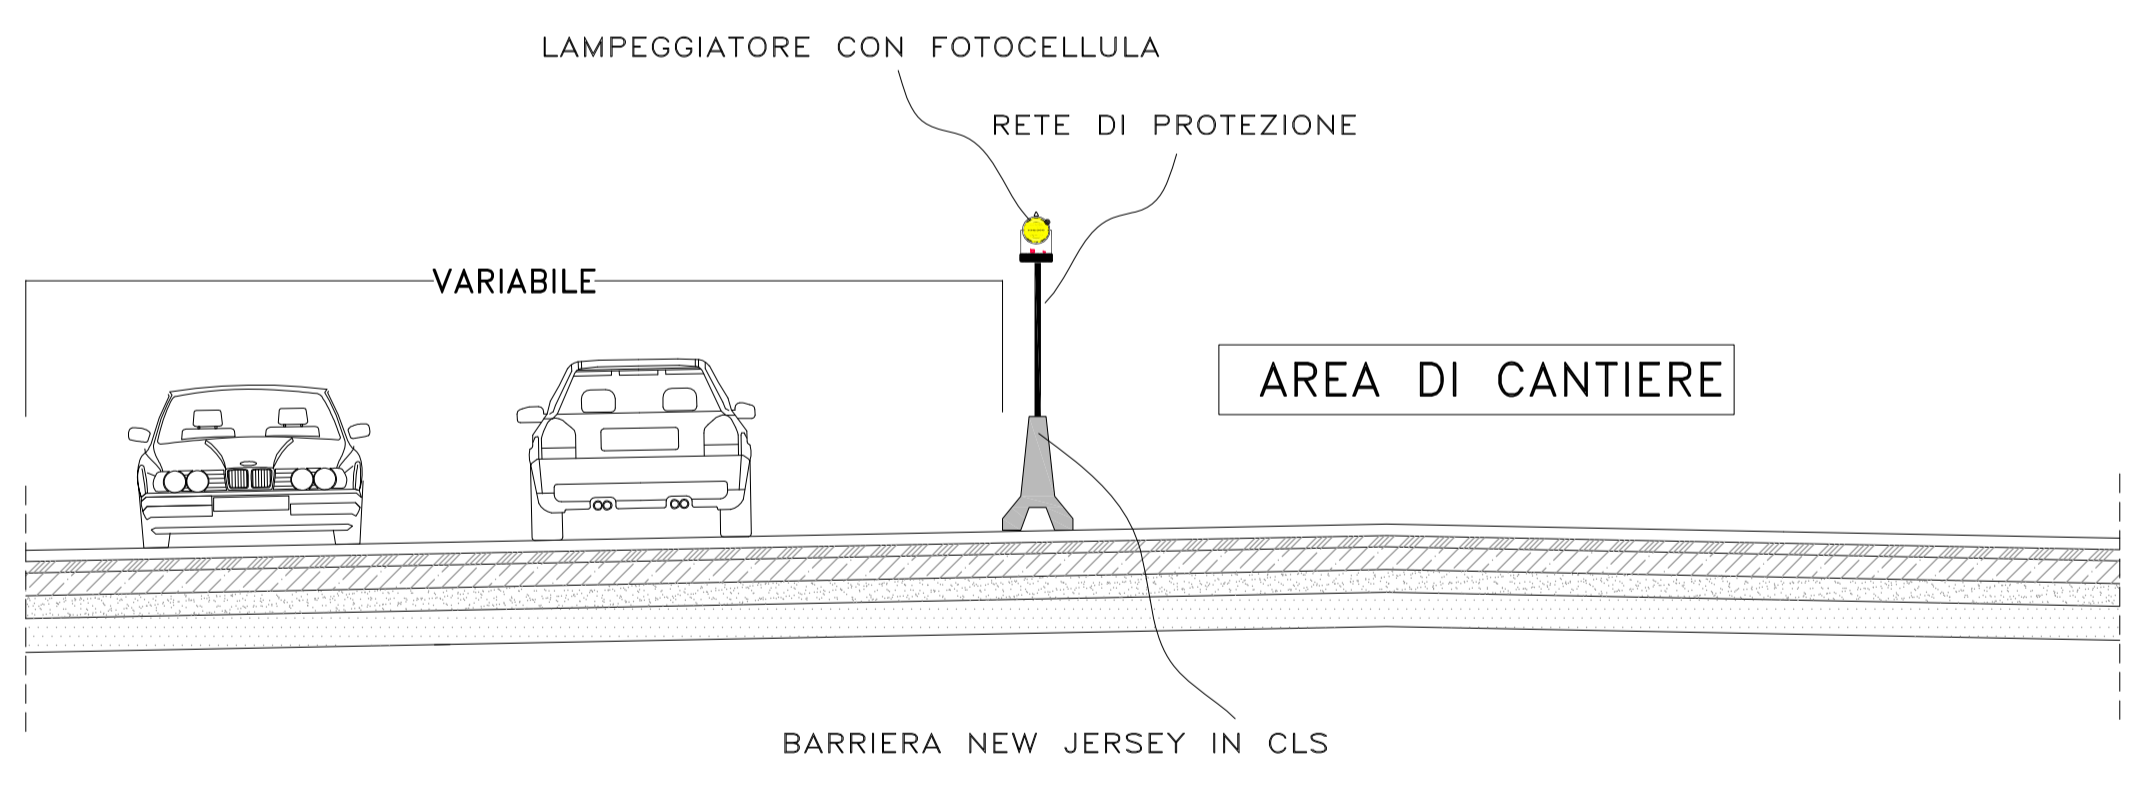 LAMPEGGIATORE CON FOTOCELLULA
RETE DI PROTEZIONE
VARIABILE
AREA DI CANTIERE
BARRIERA NEW JERSEY IN CLS